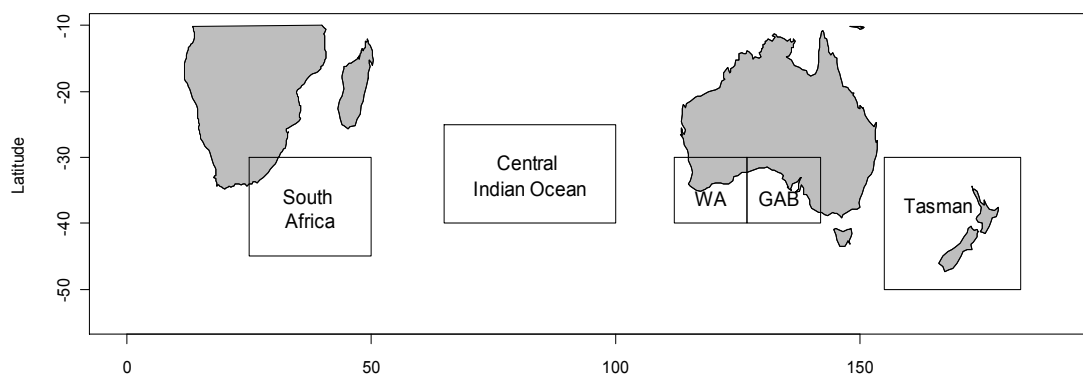 Latitude
-10
-20
-30
-40
-50
South
Africa
Central
Indian Ocean
WA
GAB
Tasman
0
50
100
150